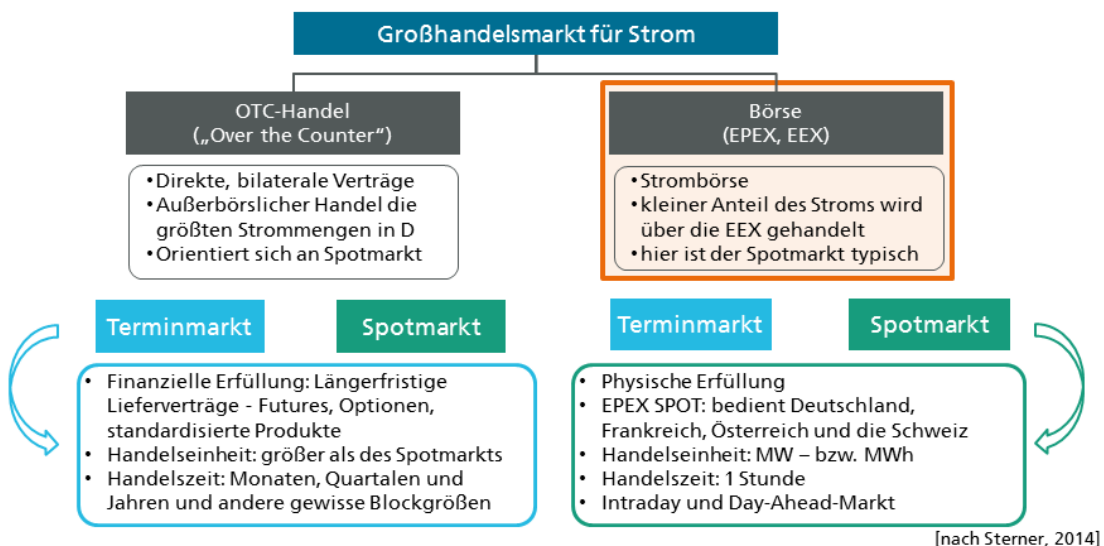 Großhandelsmarkt für Strom
OTC-Handel
(„Over the Counter“)
•Direkte, bilaterale Verträge
•Außerbörslicher Handel die
größten Strommengen in D
•Orientiert sich an Spotmarkt
Börse
(EPEX, EEX)
•Strombörse
•kleiner Anteil des Stroms wird
über die EEX gehandelt
•hier ist der Spotmarkt typisch
Terminmarkt
Spotmarkt
Terminmarkt
Spotmarkt
• Finanzielle Erfüllung: Längerfristige
Lieferverträge - Futures, Optionen,
standardisierte Produkte
• Handelseinheit: größer als des Spotmarkts
• Handelszeit: Monaten, Quartalen und
Jahren und andere gewisse Blockgrößen
• Physische Erfüllung
• EPEX SPOT: bedient Deutschland,
Frankreich, Österreich und die Schweiz
• Handelseinheit: MW – bzw. MWh
• Handelszeit: 1 Stunde
• Intraday und Day-Ahead-Markt
[nach Sterner, 2014]